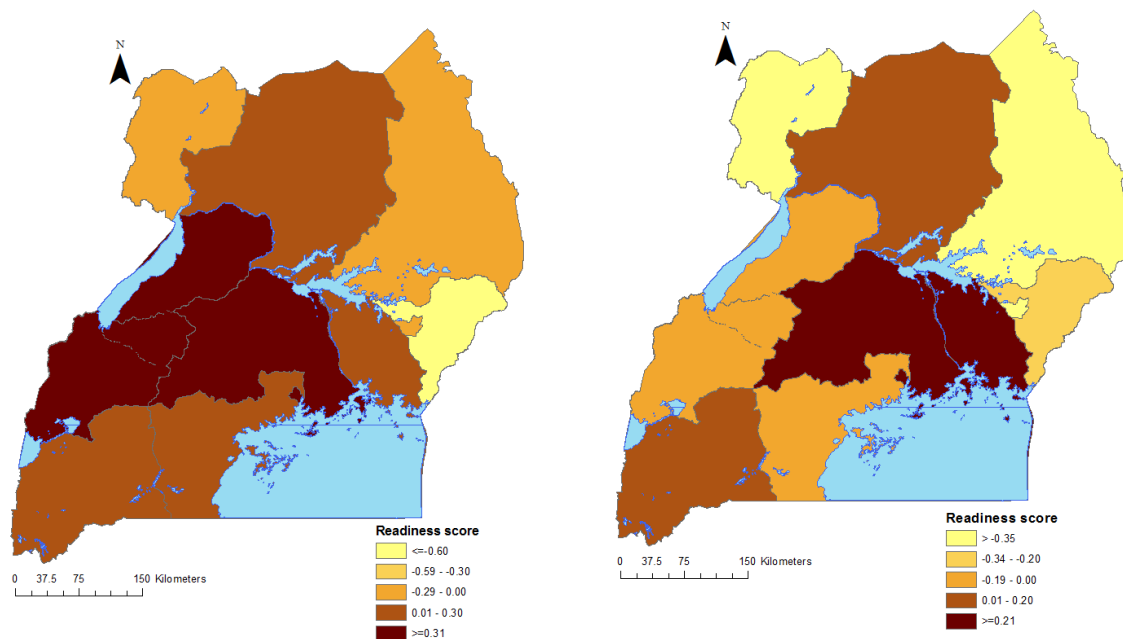 N
Readiness score
<=-0.60
-0.59 - -0.30
-0.29 - 0.00
0.01 - 0.30
>=0.31
0 37.5 75 150 Kilometers
N
Readiness score
> -0.35
-0.34 - -0.20
-0.19 - 0.00
0.01 - 0.20
>=0.21
0 37.5 75 150 Kilometers